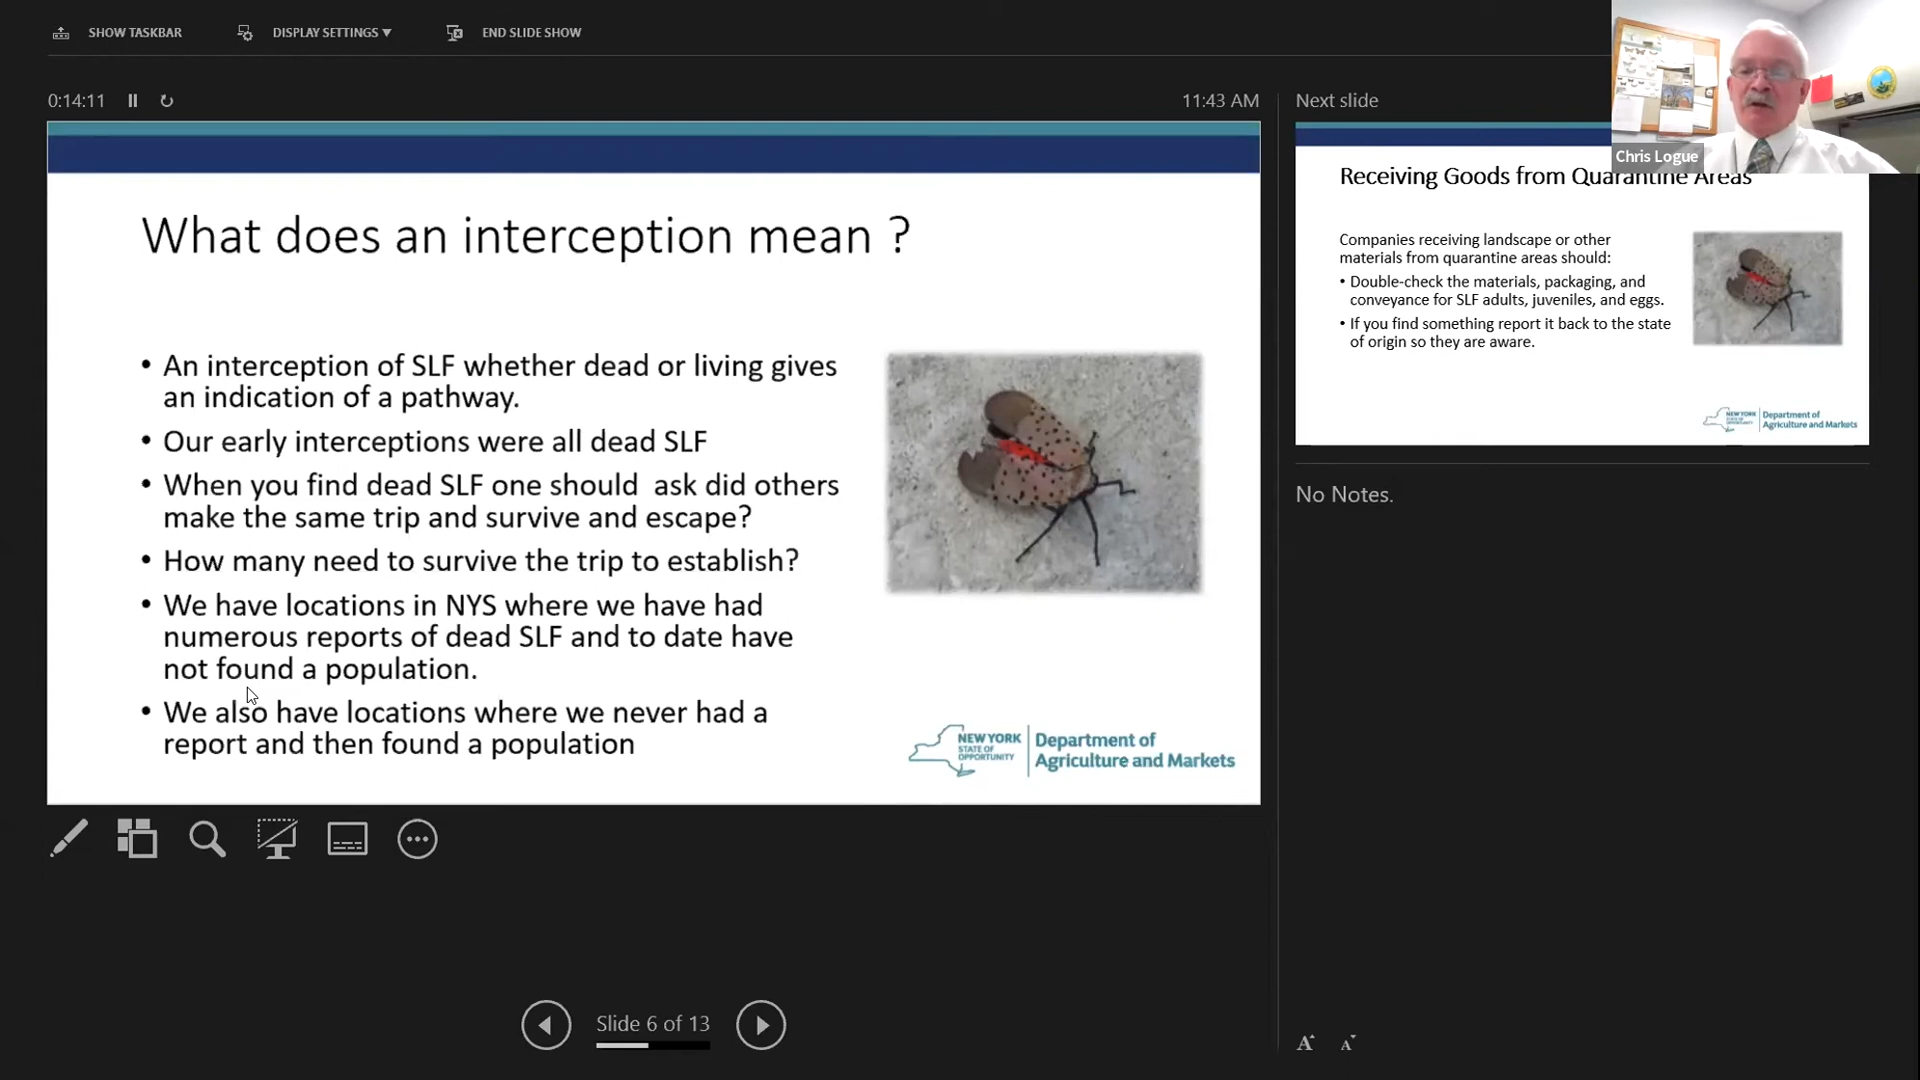 SHOW TASKBAR
DISPLAY SETTINGS ▾
END SLIDE SHOW
0:14:11
11:43 AM
Next slide
Chris Logue
What does an interception mean ?
• An interception of SLF whether dead or living gives
an indication of a pathway.
• Our early interceptions were all dead SLF
• When you find dead SLF one should ask did others
make the same trip and survive and escape?
• How many need to survive the trip to establish?
• We have locations in NYS where we have had
numerous reports of dead SLF and to date have
not found a population.
• We also have locations where we never had a
report and then found a population
NEW YORK
STATE OF
OPPORTUNITY
Department of
Agriculture and Markets
Receiving Goods from Quarantine Areas
Companies receiving landscape or other
materials from quarantine areas should:
• Double-check the materials, packaging, and
conveyance for SLF adults, juveniles, and eggs.
• If you find something report it back to the state
of origin so they are aware.
NEW YORK
STATE OF
OPPORTUNITY
Department of
Agriculture and Markets
No Notes.
Slide 6 of 13
A A